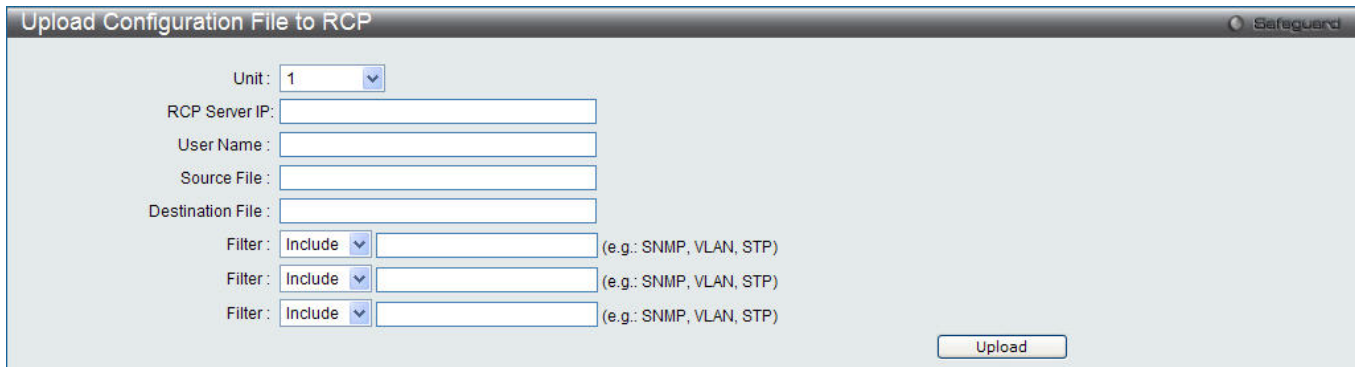 Upload Configuration File to RCP
Safeguard
Unit : 1
RCP Server IP:
User Name :
Source File :
Destination File :
Filter : Include (e.g.: SNMP, VLAN, STP)
Filter : Include (e.g.: SNMP, VLAN, STP)
Filter : Include (e.g.: SNMP, VLAN, STP)
Upload